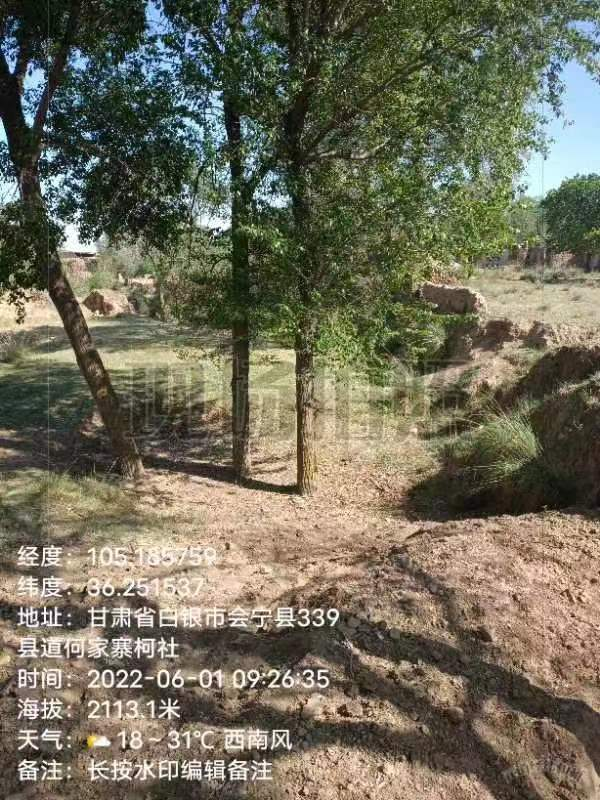 经度：105.185759
纬度：36.251537
地址：甘肃省白银市会宁县339
县道何家寨柯社
时间：2022-06-01 09:26:35
海拔：2113.1米
天气：18~31℃ 西南风
备注：长按水印编辑备注